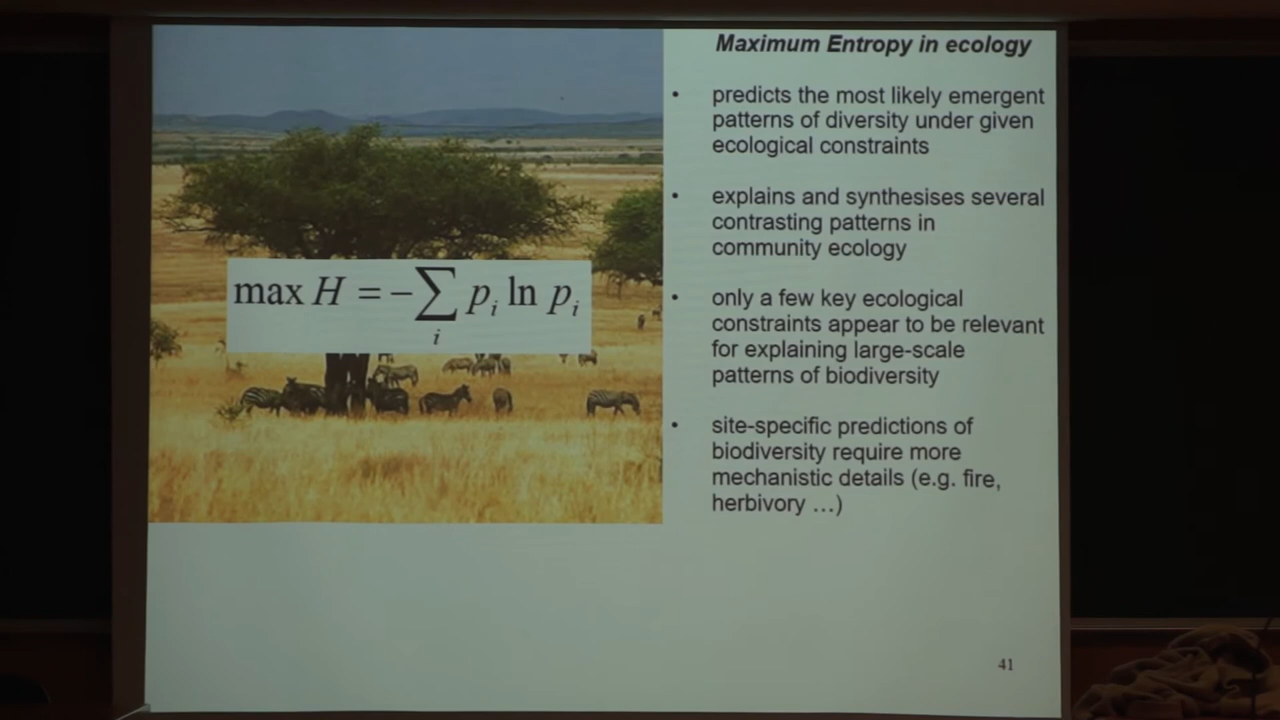 Maximum Entropy in ecology
• predicts the most likely emergent
patterns of diversity under given
ecological constraints
• explains and synthesises several
contrasting patterns in
community ecology
• only a few key ecological
constraints appear to be relevant
for explaining large-scale
patterns of biodiversity
• site-specific predictions of
biodiversity require more
mechanistic details (e.g. fire,
herbivory …)
max H = −∑ p_i ln p_i
i
41